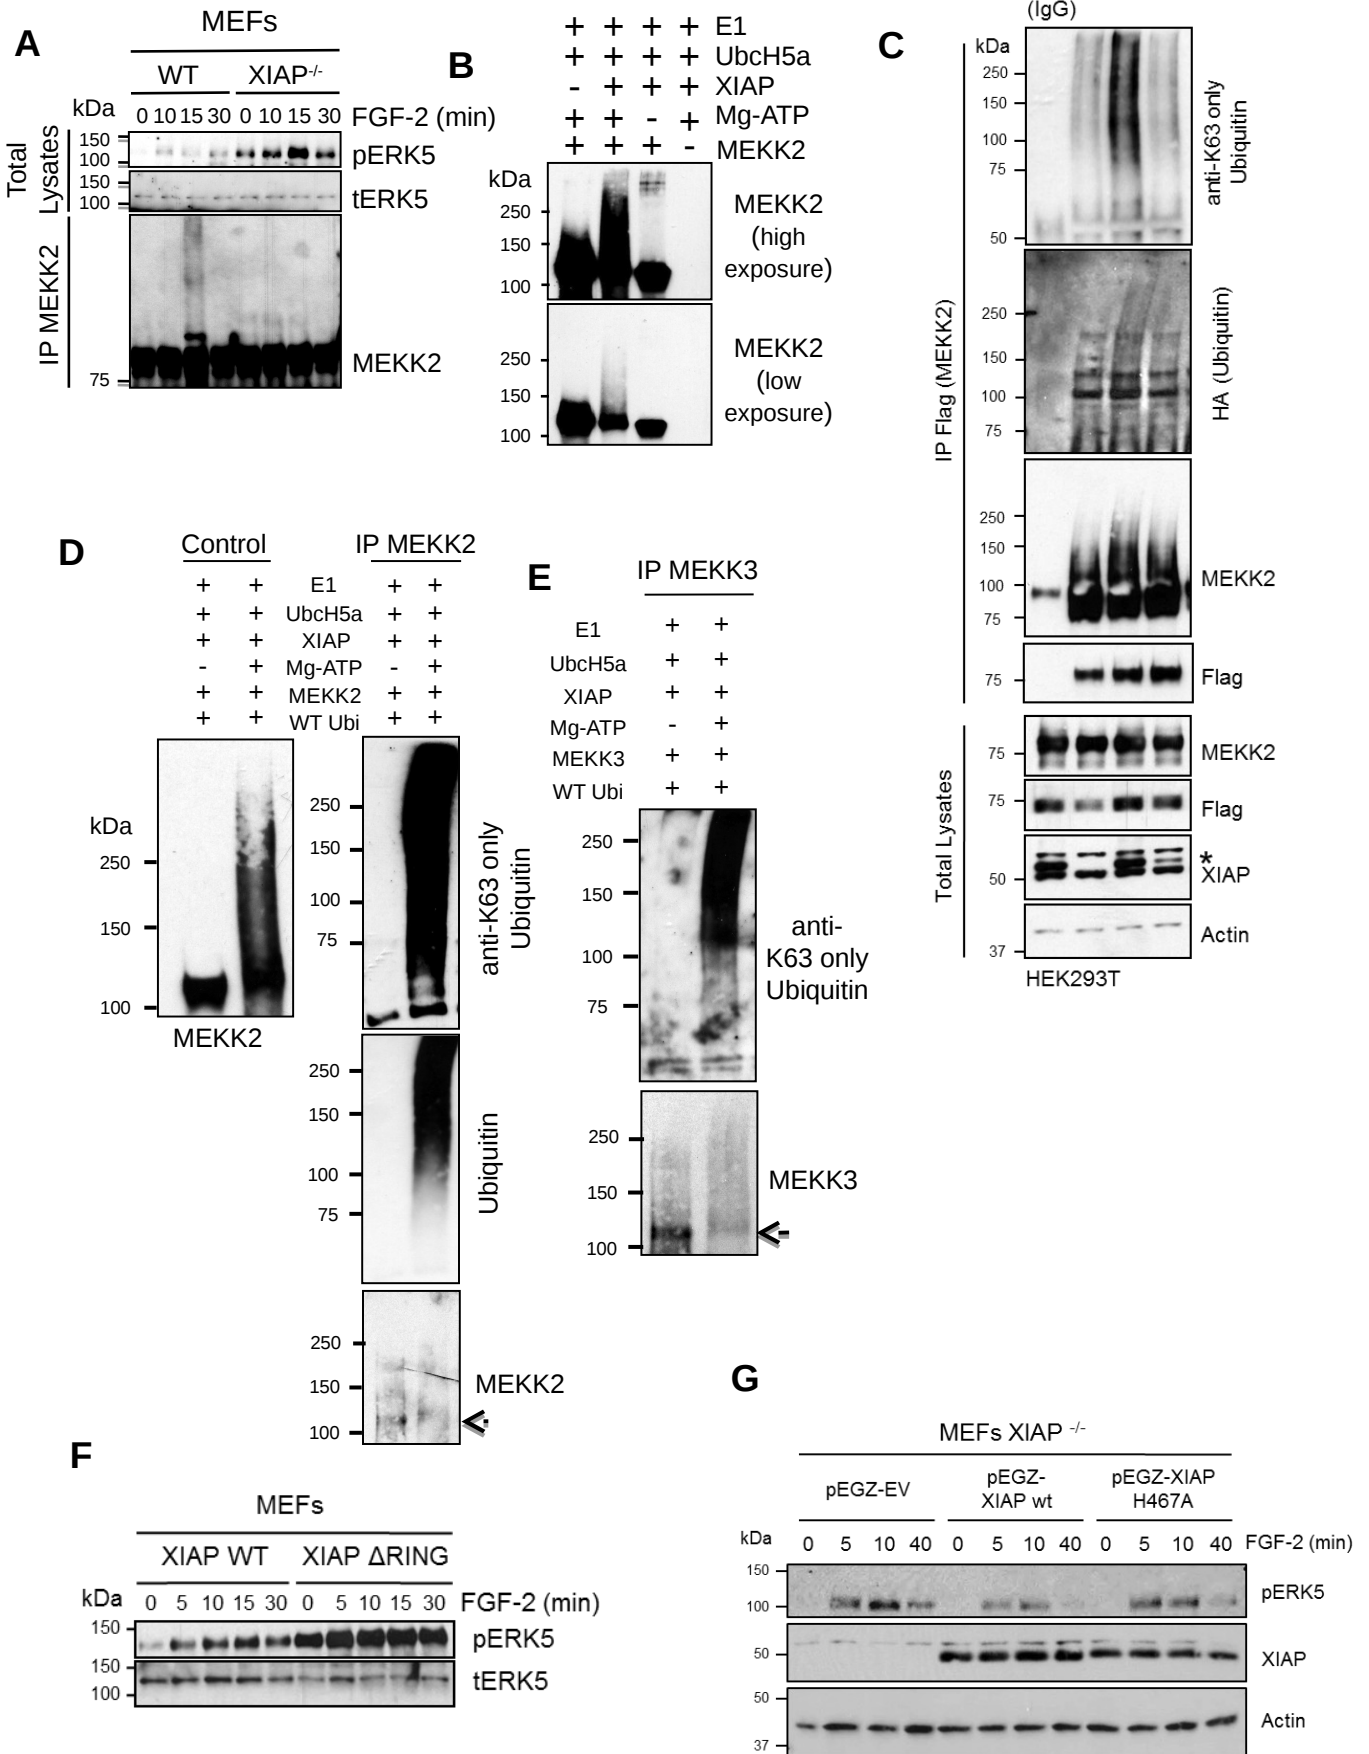 A
MEFs
WT XIAP-/-
kDa 0 10 15 30 0 10 15 30 FGF-2 (min)
Total
Lysates
150
100
pERK5
150
100
tERK5
IP MEKK2
75
MEKK2
B
+ + + + E1
+ + + + UbcH5a
- + + + XIAP
+ + - + Mg-ATP
+ + + - MEKK2
kDa
250
150
100
MEKK2
(high
exposure)
250
150
100
MEKK2
(low
exposure)
C
(IgG)
kDa
IP Flag (MEKK2)
250
150
100
75
50
anti-K63 only
Ubiquitin
250
150
100
75
HA (Ubiquitin)
250
150
100
75
MEKK2
75
Flag
Total Lysates
75
MEKK2
75
Flag
50
*
XIAP
37
Actin
HEK293T
D
Control IP MEKK2
+ + E1 + +
+ + UbcH5a + +
+ + XIAP + +
- + Mg-ATP - +
+ + MEKK2 + +
+ + WT Ubi + +
kDa
250
150
100
MEKK2
250
150
100
75
anti-K63 only
Ubiquitin
250
150
100
75
Ubiquitin
250
150
100
MEKK2
E
IP MEKK3
E1 + +
UbcH5a + +
XIAP + +
Mg-ATP - +
MEKK3 + +
WT Ubi + +
250
150
100
75
anti-
K63 only
Ubiquitin
250
150
100
MEKK3
F
MEFs
XIAP WT XIAP ΔRING
kDa 0 5 10 15 30 0 5 10 15 30 FGF-2 (min)
150
pERK5
150
100
tERK5
G
MEFs XIAP -/-
pEGZ-EV
pEGZ-
XIAP wt
pEGZ-XIAP
H467A
kDa 0 5 10 40 0 5 10 40 0 5 10 40 FGF-2 (min)
150
100
pERK5
50
XIAP
50
37
Actin